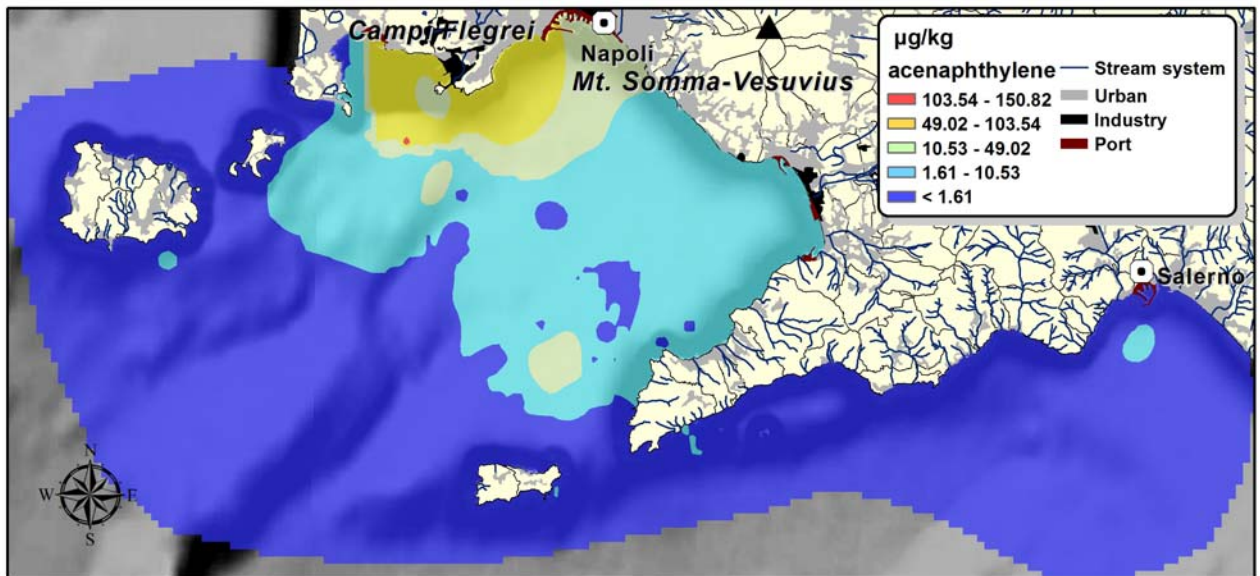 Campi Flegrei
Napoli
Mt. Somma-Vesuvius
µg/kg
acenaphthylene
103.54 - 150.82
49.02 - 103.54
10.53 - 49.02
1.61 - 10.53
< 1.61
Stream system
Urban
Industry
Port
Salerno
N
W E
S